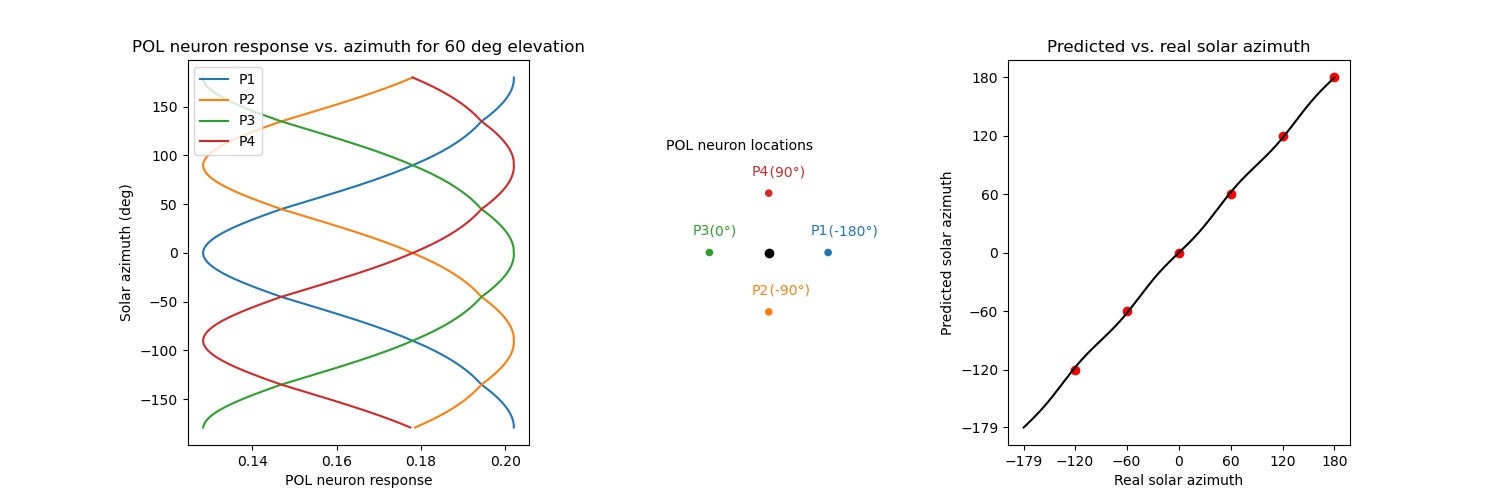 POL neuron response vs. azimuth for 60 deg elevation
P1
P2
P3
P4
150
100
50
0
−50
−100
−150
Solar azimuth (deg)
0.14 0.16 0.18 0.20
POL neuron response
POL neuron locations
P4(90°)
P3(0°) P1(-180°)
P2(-90°)
Predicted vs. real solar azimuth
180
120
60
0
−60
−120
−179
Predicted solar azimuth
−179 −120 −60 0 60 120 180
Real solar azimuth